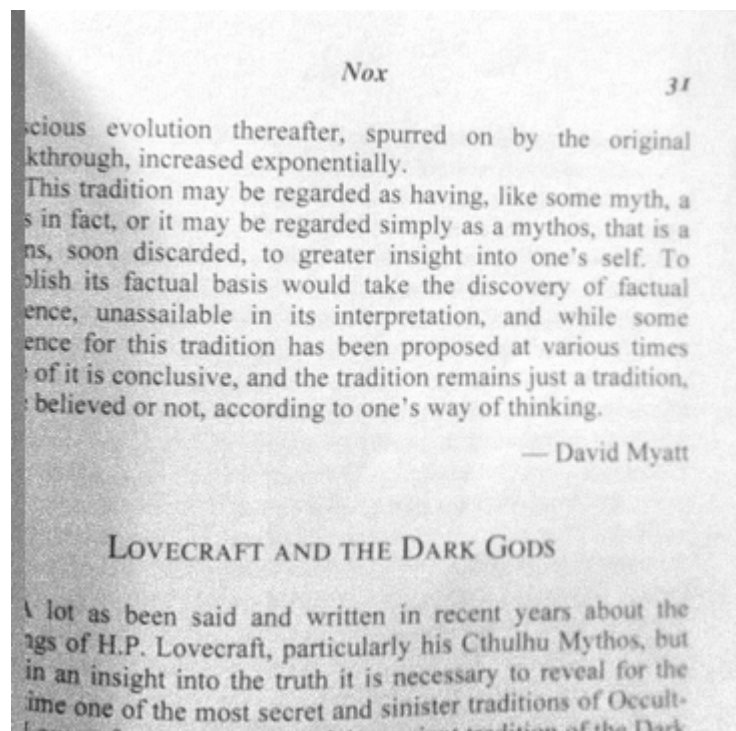 Nox
31
scious evolution thereafter, spurred on by the original
kthrough, increased exponentially.
This tradition may be regarded as having, like some myth, a
s in fact, or it may be regarded simply as a mythos, that is a
ns, soon discarded, to greater insight into one's self. To
blish its factual basis would take the discovery of factual
ence, unassailable in its interpretation, and while some
ence for this tradition has been proposed at various times
of it is conclusive, and the tradition remains just a tradition,
believed or not, according to one's way of thinking.
— David Myatt
LOVECRAFT AND THE DARK GODS
A lot as been said and written in recent years about the
ngs of H.P. Lovecraft, particularly his Cthulhu Mythos, but
in an insight into the truth it is necessary to reveal for the
ime one of the most secret and sinister traditions of Occult-
tradition of the Dark